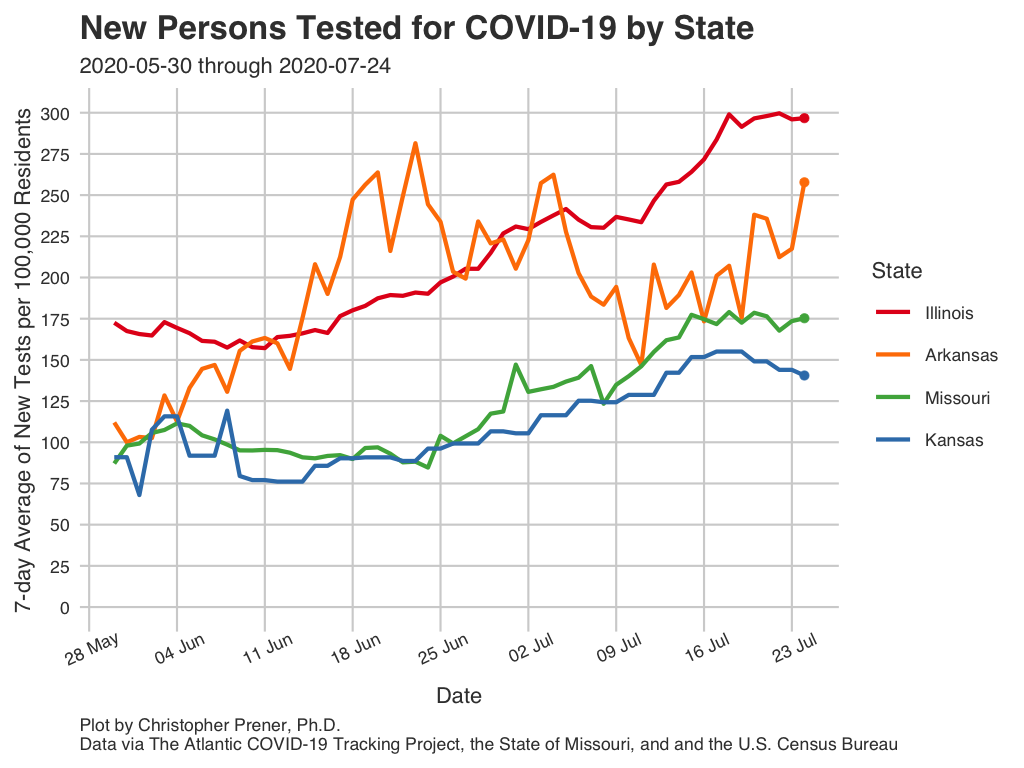 New Persons Tested for COVID-19 by State
2020-05-30 through 2020-07-24
7-day Average of New Tests per 100,000 Residents
300
275
250
225
200
175
150
125
100
75
50
25
0
28 May
04 Jun
11 Jun
18 Jun
25 Jun
02 Jul
09 Jul
16 Jul
23 Jul
Date
State
Illinois
Arkansas
Missouri
Kansas
Plot by Christopher Prener, Ph.D.
Data via The Atlantic COVID-19 Tracking Project, the State of Missouri, and and the U.S. Census Bureau